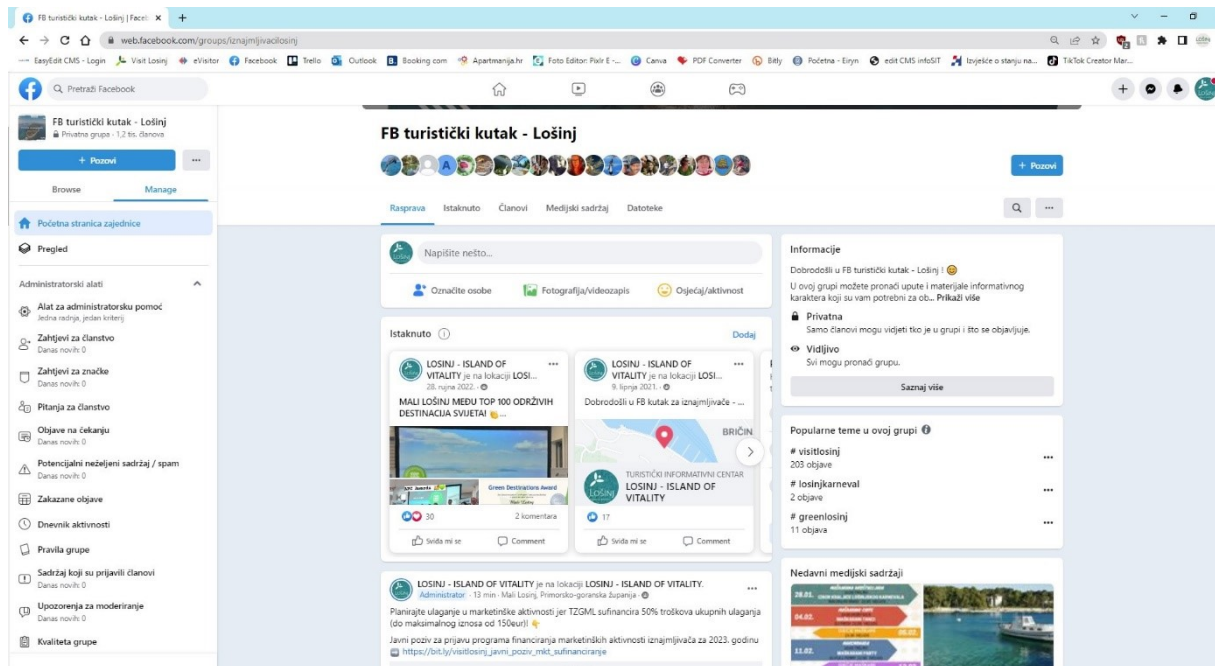 FB turistički kutak - Lošinj | Faceb
web.facebook.com/groups/iznajmljivacilosinj
EasyEdit CMS - Login
Visit Losinj
eVisitor
Facebook
Trello
Outlook
Booking com
Apartmanija.hr
Foto Editor: Pixlr E -...
Canva
PDF Converter
Bitly
Početna - Eiryn
edit CMS infoSIT
Izvješće o stanju na...
TikTok Creator Mar...
Pretraži Facebook
FB turistički kutak - Lošinj
Privatna grupa · 1,2 tis. članova
+ Pozovi
Browse
Manage
Početna stranica zajednice
Pregled
Administratorski alati
Alat za administratorsku pomoć
Jedna radnja, jedan kriterij
Zahtjevi za članstvo
Danas novih: 0
Zahtjevi za značke
Danas novih: 0
Pitanja za članstvo
Objave na čekanju
Danas novih: 0
Potencijalni neželjeni sadržaj / spam
Danas novih: 0
Zakazane objave
Dnevnik aktivnosti
Pravila grupe
Sadržaj koji su prijavili članovi
Danas novih: 0
Upozorenja za moderiranje
Danas novih: 0
Kvaliteta grupe
FB turistički kutak - Lošinj
+ Pozovi
Rasprava
Istaknuto
Članovi
Medijski sadržaj
Datoteke
Napišite nešto...
Označite osobe
Fotografija/videozapis
Osjećaj/aktivnost
Istaknuto
Dodaj
LOSINJ - ISLAND OF
VITALITY je na lokaciji LOSI...
28. rujna 2022. ·
MALI LOŠINJ MEĐU TOP 100 ODRŽIVIH
DESTINACIJA SVIJETA! 👏...
Green Destinations Award
30
2 komentara
Sviđa mi se
Comment
LOSINJ - ISLAND OF
VITALITY je na lokaciji LOSI...
9. lipnja 2021. ·
Dobrodošli u FB kutak za iznajmljivače - ...
BRIČIN
TURISTIČKI INFORMATIVNI CENTAR
LOSINJ - ISLAND OF
VITALITY
17
Sviđa mi se
Comment
LOSINJ - ISLAND OF VITALITY je na lokaciji LOSINJ - ISLAND OF VITALITY.
Administrator · 13 min · Mali Losinj, Primorsko-goranska županija ·
Planirajte ulaganje u marketinške aktivnosti jer TZGML sufinancira 50% troškova ukupnih ulaganja
(do maksimalnog iznosa od 150eur)! 👇
Javni poziv za prijavu programa financiranja marketinških aktivnosti iznajmljivača za 2023. godinu
https://bit.ly/visitlosinj_javni_poziv_mkt_sufinanciranje
Informacije
Dobrodošli u FB turistički kutak - Lošinj ! 😊
U ovoj grupi možete pronaći upute i materijale informativnog
karaktera koji su vam potrebni za ob... Prikaži više
Privatna
Samo članovi mogu vidjeti tko je u grupi i što se objavljuje.
Vidljivo
Svi mogu pronaći grupu.
Saznaj više
Popularne teme u ovoj grupi
# visitlosinj
203 objave
# losinjkarneval
2 objave
# greenlosinj
11 objava
Nedavni medijski sadržaji
28.01.
04.02.
11.02.